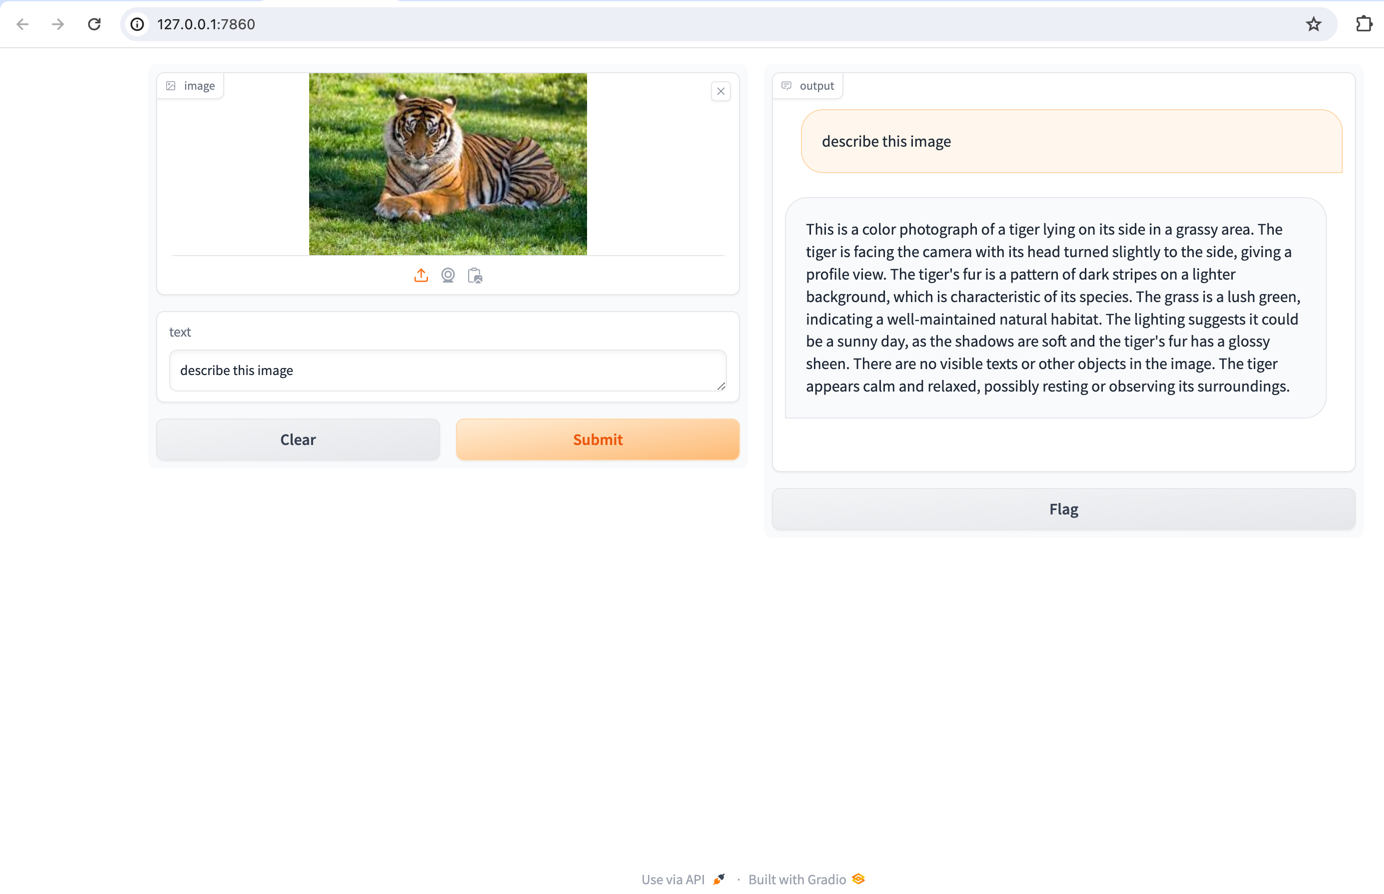 127.0.0.1:7860
image
text
describe this image
Clear
Submit
output
describe this image
This is a color photograph of a tiger lying on its side in a grassy area. The
tiger is facing the camera with its head turned slightly to the side, giving a
profile view. The tiger's fur is a pattern of dark stripes on a lighter
background, which is characteristic of its species. The grass is a lush green,
indicating a well-maintained natural habitat. The lighting suggests it could
be a sunny day, as the shadows are soft and the tiger's fur has a glossy
sheen. There are no visible texts or other objects in the image. The tiger
appears calm and relaxed, possibly resting or observing its surroundings.
Flag
Use via API · Built with Gradio